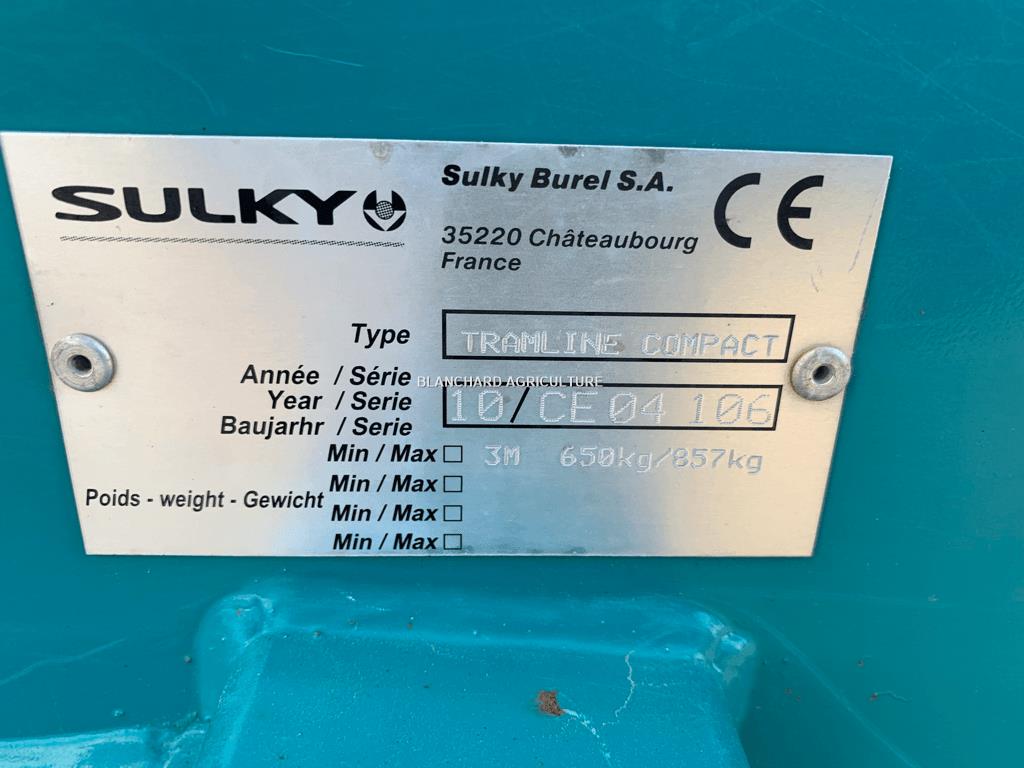 SULKY
Sulky Burel S.A.
CE
35220 Châteaubourg
France
Type TRAMLINE COMPACT
Année / Série
BLANCHARD AGRICULTURE
Year / Serie 10/CE04 106
Baujarhr / Serie
Min / Max 3M 650kg/857kg
Min / Max
Poids - weight - Gewicht
Min / Max
Min / Max